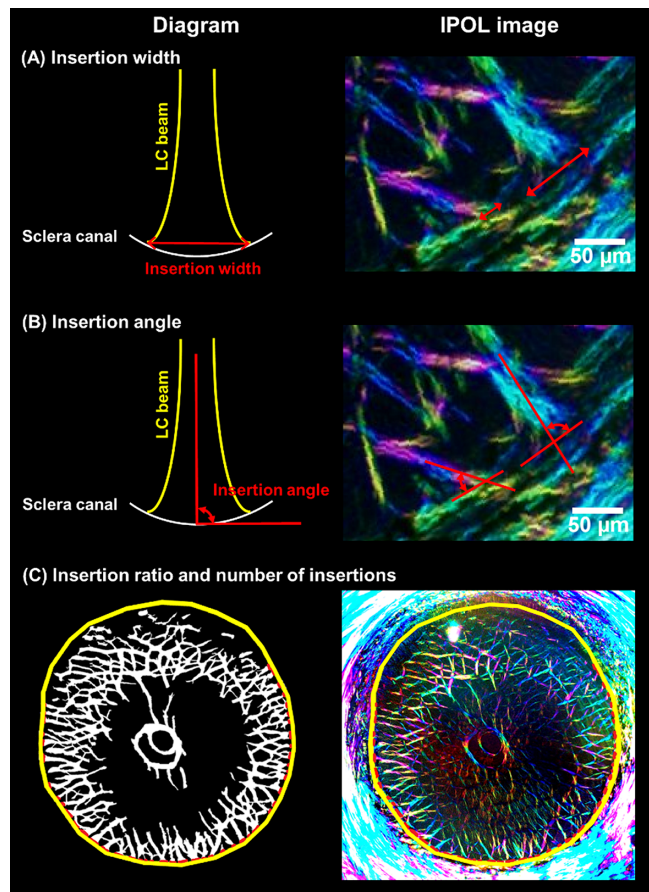 Diagram
IPOL image
(A) Insertion width
LC beam
Sclera canal
Insertion width
50 µm
(B) Insertion angle
LC beam
Insertion angle
Sclera canal
50 µm
(C) Insertion ratio and number of insertions